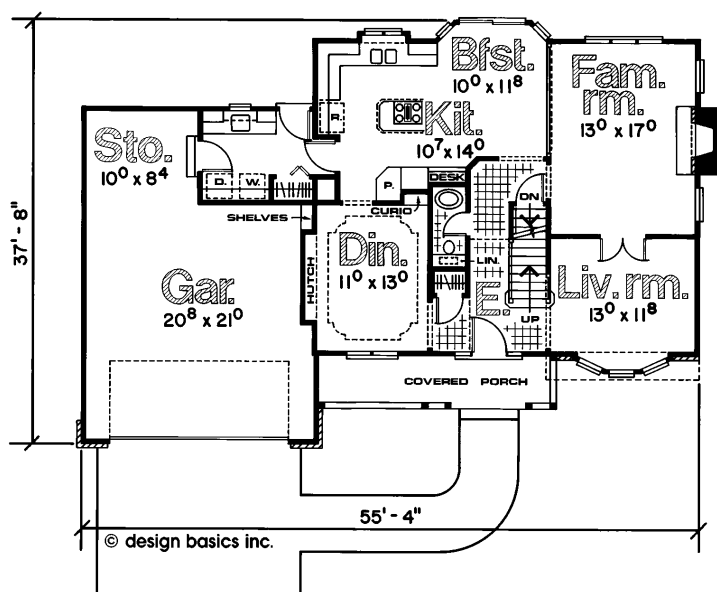 Bfst.
10⁰ x 11⁸
Fam.
rm.
13⁰ x 17⁰
Sto.
10⁰ x 8⁴
R.
Kit.
10⁷ x 14⁰
D.
W.
P.
DESK
DN
SHELVES
CURIO
37' - 8"
Din.
11⁰ x 13⁰
HUTCH
LIN.
Gar.
20⁸ x 21⁰
E.
UP
Liv. rm.
13⁰ x 11⁸
COVERED PORCH
55' - 4"
© design basics inc.